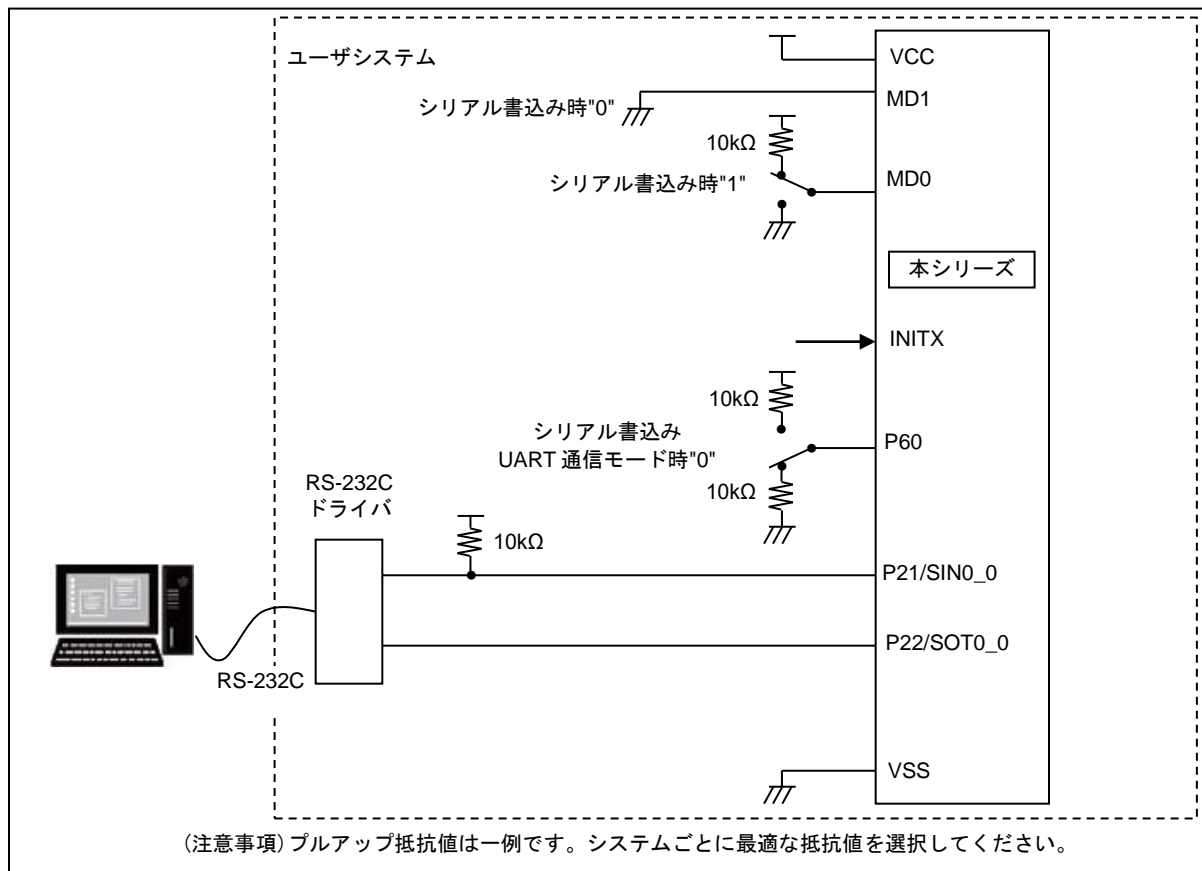 ユーザシステム
VCC
MD1
シリアル書込み時"0"
10kΩ
シリアル書込み時"1"
MD0
本シリーズ
INITX
10kΩ
シリアル書込み
UART 通信モード時"0"
P60
10kΩ
RS-232C
ドライバ
10kΩ
P21/SIN0_0
P22/SOT0_0
RS-232C
VSS
(注意事項) プルアップ抵抗値は一例です。システムごとに最適な抵抗値を選択してください。